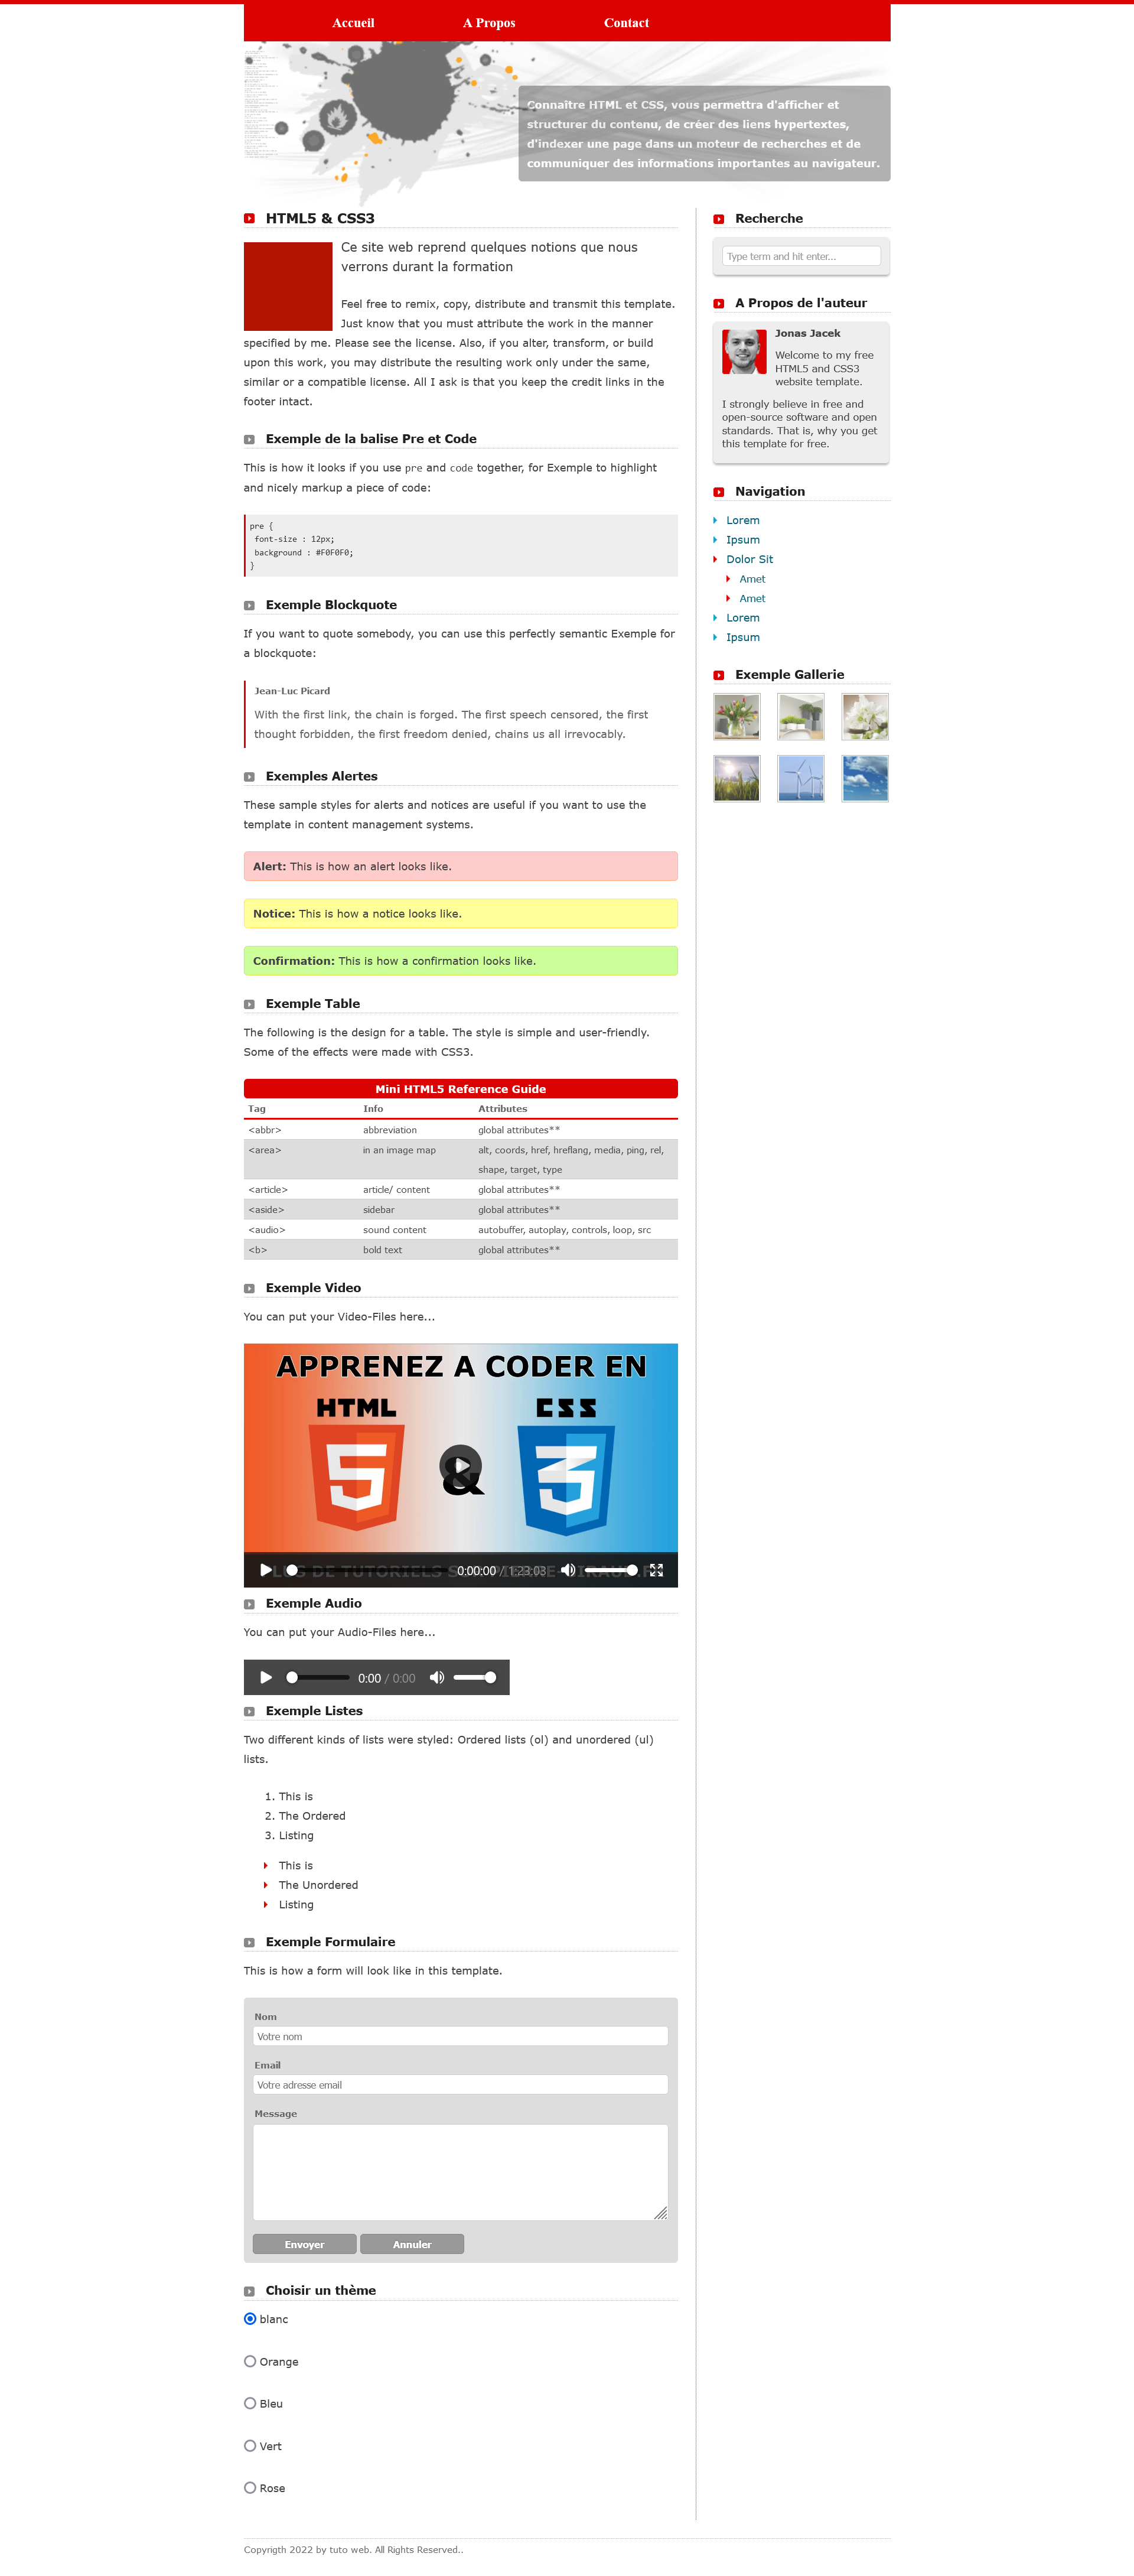 Accueil
A Propos
Contact
Connaître HTML et CSS, vous permettra d'afficher et
structurer du contenu, de créer des liens hypertextes,
d'indexer une page dans un moteur de recherches et de
communiquer des informations importantes au navigateur.
HTML5 & CSS3
Ce site web reprend quelques notions que nous
verrons durant la formation
Feel free to remix, copy, distribute and transmit this template.
Just know that you must attribute the work in the manner
specified by me. Please see the license. Also, if you alter, transform, or build
upon this work, you may distribute the resulting work only under the same,
similar or a compatible license. All I ask is that you keep the credit links in the
footer intact.
Exemple de la balise Pre et Code
This is how it looks if you use pre and code together, for Exemple to highlight
and nicely markup a piece of code:
pre {
font-size : 12px;
background : #F0F0F0;
}
Exemple Blockquote
If you want to quote somebody, you can use this perfectly semantic Exemple for
a blockquote:
Jean-Luc Picard
With the first link, the chain is forged. The first speech censored, the first
thought forbidden, the first freedom denied, chains us all irrevocably.
Exemples Alertes
These sample styles for alerts and notices are useful if you want to use the
template in content management systems.
Alert: This is how an alert looks like.
Notice: This is how a notice looks like.
Confirmation: This is how a confirmation looks like.
Exemple Table
The following is the design for a table. The style is simple and user-friendly.
Some of the effects were made with CSS3.
Mini HTML5 Reference Guide
Tag Info Attributes
<abbr> abbreviation global attributes**
<area> in an image map alt, coords, href, hreflang, media, ping, rel,
shape, target, type
<article> article/ content global attributes**
<aside> sidebar global attributes**
<audio> sound content autobuffer, autoplay, controls, loop, src
<b> bold text global attributes**
Exemple Video
You can put your Video-Files here...
APPRENEZ A CODER EN
HTML CSS
5 & 3
0:00:00 / 1:23:03
Exemple Audio
You can put your Audio-Files here...
0:00 / 0:00
Exemple Listes
Two different kinds of lists were styled: Ordered lists (ol) and unordered (ul)
lists.
1. This is
2. The Ordered
3. Listing
This is
The Unordered
Listing
Exemple Formulaire
This is how a form will look like in this template.
Nom
Votre nom
Email
Votre adresse email
Message
Envoyer
Annuler
Choisir un thème
blanc
Orange
Bleu
Vert
Rose
Recherche
Type term and hit enter...
A Propos de l'auteur
Jonas Jacek
Welcome to my free
HTML5 and CSS3
website template.
I strongly believe in free and
open-source software and open
standards. That is, why you get
this template for free.
Navigation
Lorem
Ipsum
Dolor Sit
Amet
Amet
Lorem
Ipsum
Exemple Gallerie
Copyrigth 2022 by tuto web. All Rights Reserved..